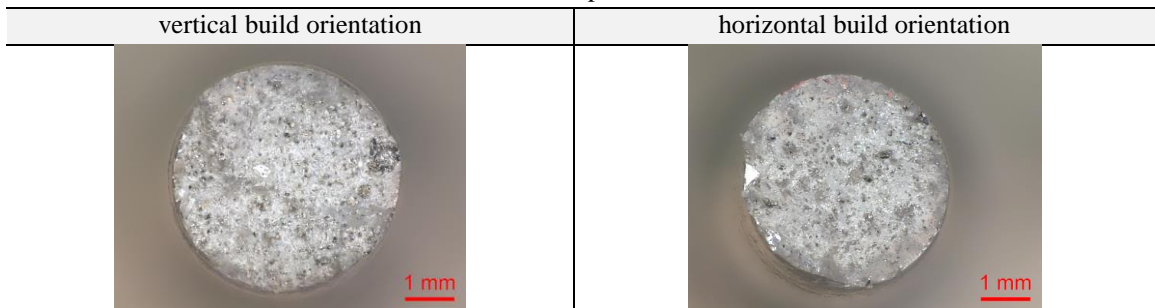 vertical build orientation
horizontal build orientation
1 mm
1 mm